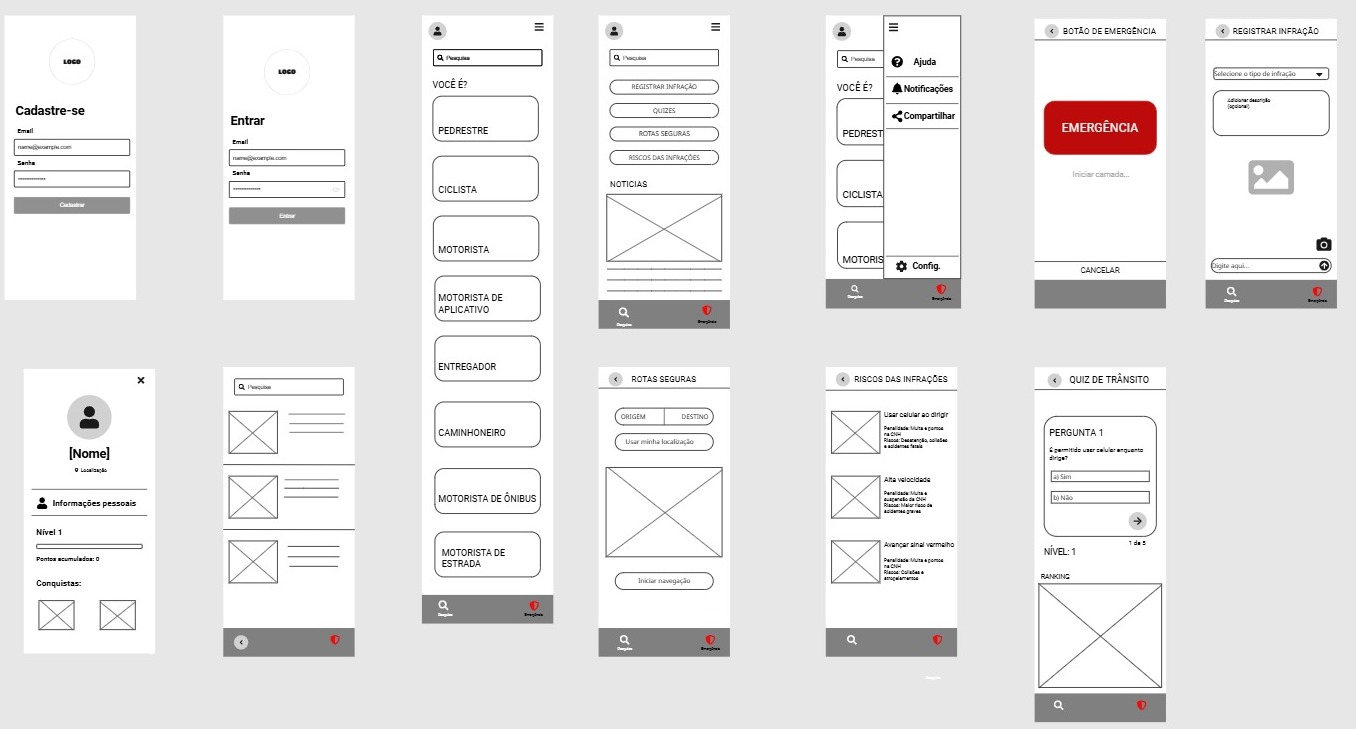 LOGO
Cadastre-se
Email
name@example.com
Senha
Cadastrar
LOGO
Entrar
Email
name@example.com
Senha
Entrar
Pesquisa
VOCÊ É?
PEDRESTRE
CICLISTA
MOTORISTA
MOTORISTA DE
APLICATIVO
ENTREGADOR
CAMINHONEIRO
MOTORISTA DE ÔNIBUS
MOTORISTA DE
ESTRADA
Pesquisa
Emergência
Pesquisa
REGISTRAR INFRAÇÃO
QUIZES
ROTAS SEGURAS
RISCOS DAS INFRAÇÕES
NOTICIAS
Pesquisa
Emergência
Pesquisa
VOCÊ É?
PEDREST
CICLISTA
MOTORIS
Ajuda
Notificações
Compartilhar
Config.
Pesquisa
Emergência
BOTÃO DE EMERGÊNCIA
EMERGÊNCIA
Iniciar camada...
CANCELAR
REGISTRAR INFRAÇÃO
Selecione o tipo de infração
Adicionar descrição
(opcional)
Digite aqui...
Pesquisa
Emergência
[Nome]
Localização
Informações pessoais
Nível 1
Pontos acumulados: 0
Conquistas:
Pesquisa
ROTAS SEGURAS
ORIGEM
DESTINO
Usar minha localização
Iniciar navegação
Pesquisa
Emergência
RISCOS DAS INFRAÇÕES
Usar celular ao dirigir
Penalidade: Multa e pontos
na CNH
Riscos: Desatenção, colisões
e acidentes fatais
Alta velocidade
Penalidade: Multa e
suspensão da CNH
Riscos: Maior risco de
acidentes graves
Avançar sinal vermelho
Penalidade: Multa e pontos
na CNH
Riscos: Colisões e
atropelamentos
Pesquisa
QUIZ DE TRÂNSITO
PERGUNTA 1
É permitido usar celular enquanto
dirige?
a) Sim
b) Não
1 de 5
NÍVEL: 1
RANKING